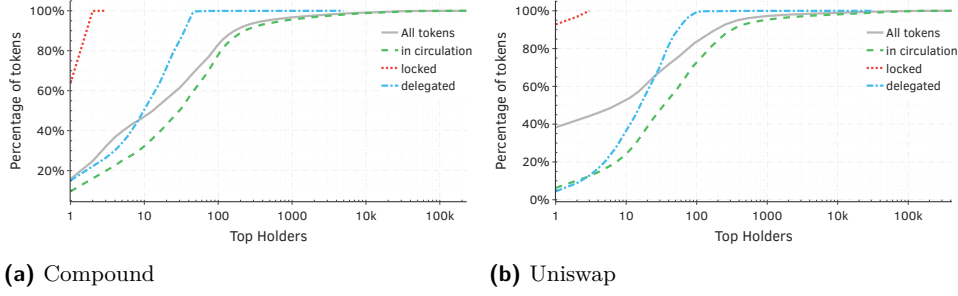 Percentage of tokens
100%
80%
60%
40%
20%
1
10
100
1000
10k
100k
Top Holders
All tokens
in circulation
locked
delegated
(a) Compound
Percentage of tokens
100%
80%
60%
40%
20%
0%
1
10
100
1000
10k
100k
Top Holders
All tokens
in circulation
locked
delegated
(b) Uniswap